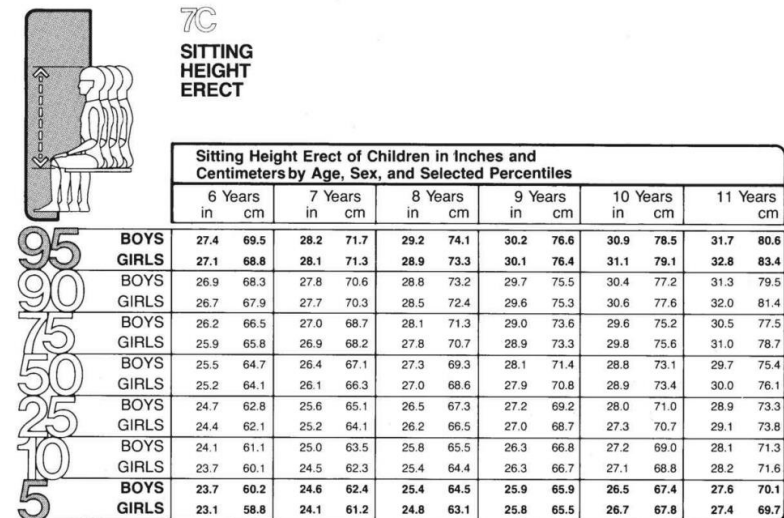 7C
SITTING
HEIGHT
ERECT
Sitting Height Erect of Children in Inches and
Centimeters by Age, Sex, and Selected Percentiles
6 Years 7 Years 8 Years 9 Years 10 Years 11 Years
in cm in cm in cm in cm in cm cm
95 BOYS 27.4 69.5 28.2 71.7 29.2 74.1 30.2 76.6 30.9 78.5 31.7 80.6
GIRLS 27.1 68.8 28.1 71.3 28.9 73.3 30.1 76.4 31.1 79.1 32.8 83.4
90 BOYS 26.9 68.3 27.8 70.6 28.8 73.2 29.7 75.5 30.4 77.2 31.3 79.5
GIRLS 26.7 67.9 27.7 70.3 28.5 72.4 29.6 75.3 30.6 77.6 32.0 81.4
75 BOYS 26.2 66.5 27.0 68.7 28.1 71.3 29.0 73.6 29.6 75.2 30.5 77.5
GIRLS 25.9 65.8 26.9 68.2 27.8 70.7 28.9 73.3 29.8 75.6 31.0 78.7
50 BOYS 25.5 64.7 26.4 67.1 27.3 69.3 28.1 71.4 28.8 73.1 29.7 75.4
GIRLS 25.2 64.1 26.1 66.3 27.0 68.6 27.9 70.8 28.9 73.4 30.0 76.1
25 BOYS 24.7 62.8 25.6 65.1 26.5 67.3 27.2 69.2 28.0 71.0 28.9 73.3
GIRLS 24.4 62.1 25.2 64.1 26.2 66.5 27.0 68.7 27.3 70.7 29.1 73.8
10 BOYS 24.1 61.1 25.0 63.5 25.8 65.5 26.3 66.8 27.2 69.0 28.1 71.3
GIRLS 23.7 60.1 24.5 62.3 25.4 64.4 26.3 66.7 27.1 68.8 28.2 71.6
5 BOYS 23.7 60.2 24.6 62.4 25.4 64.5 25.9 65.9 26.5 67.4 27.6 70.1
GIRLS 23.1 58.8 24.1 61.2 24.8 63.1 25.8 65.5 26.7 67.8 27.4 69.7